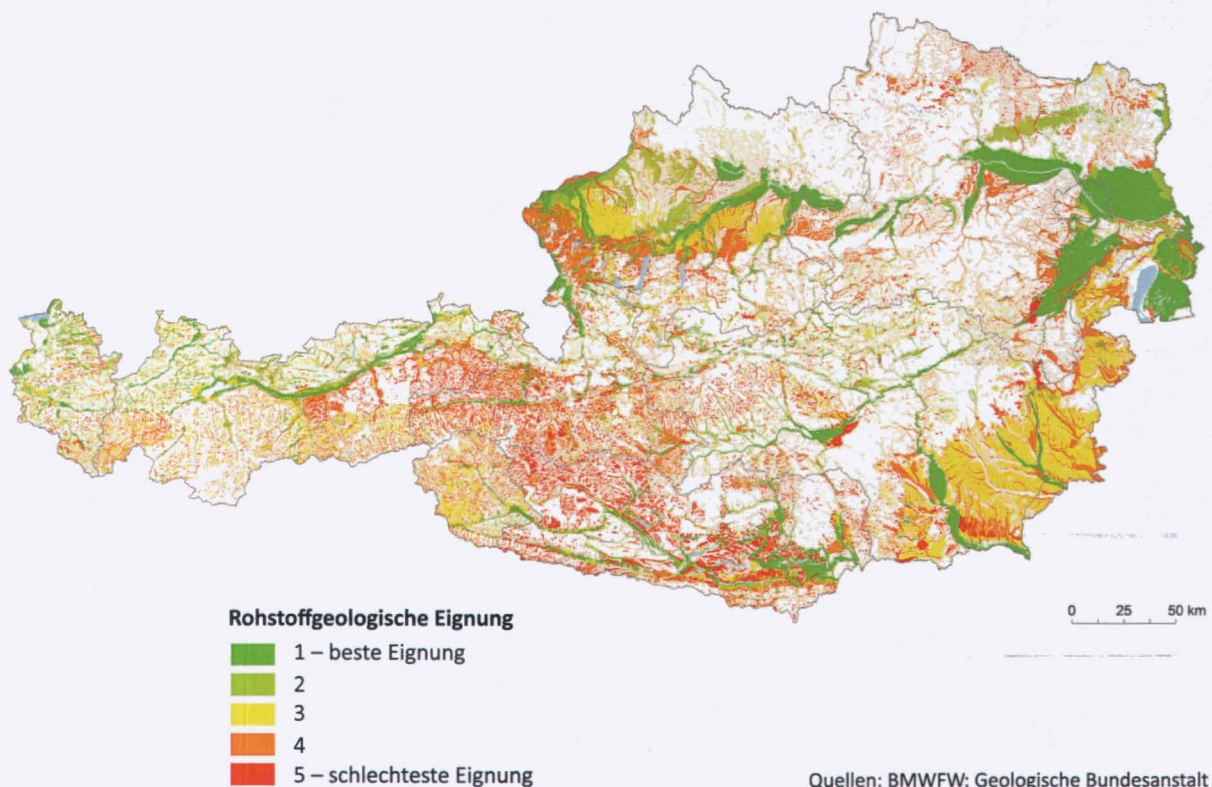 0 25 50 km
Rohstoffgeologische Eignung
1 – beste Eignung
2
3
4
5 – schlechteste Eignung
Quellen: BMWFW: Geologische Bundesanstalt